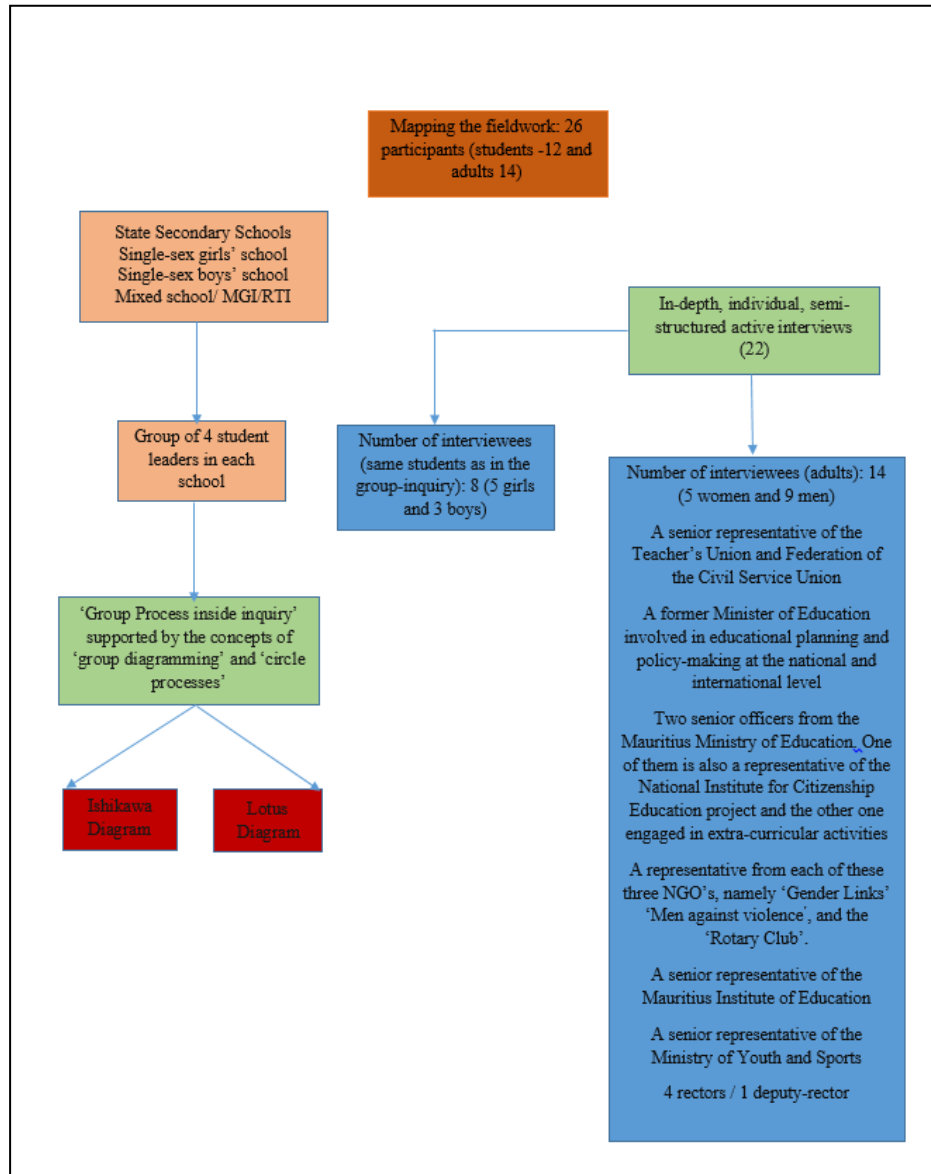 Mapping the fieldwork: 26
participants (students -12 and
adults 14)
State Secondary Schools
Single-sex girls’ school
Single-sex boys’ school
Mixed school/ MGI/RTI
Group of 4 student
leaders in each
school
‘Group Process inside inquiry’
supported by the concepts of
‘group diagramming’ and ‘circle
processes’
Ishikawa
Diagram
Lotus
Diagram
In-depth, individual, semi-
structured active interviews
(22)
Number of interviewees
(same students as in the
group-inquiry): 8 (5 girls
and 3 boys)
Number of interviewees (adults): 14
(5 women and 9 men)
A senior representative of the
Teacher’s Union and Federation of
the Civil Service Union
A former Minister of Education
involved in educational planning and
policy-making at the national and
international level
Two senior officers from the
Mauritius Ministry of Education. One
of them is also a representative of the
National Institute for Citizenship
Education project and the other one
engaged in extra-curricular activities
A representative from each of these
three NGO’s, namely ‘Gender Links’
‘Men against violence’, and the
‘Rotary Club’.
A senior representative of the
Mauritius Institute of Education
A senior representative of the
Ministry of Youth and Sports
4 rectors / 1 deputy-rector